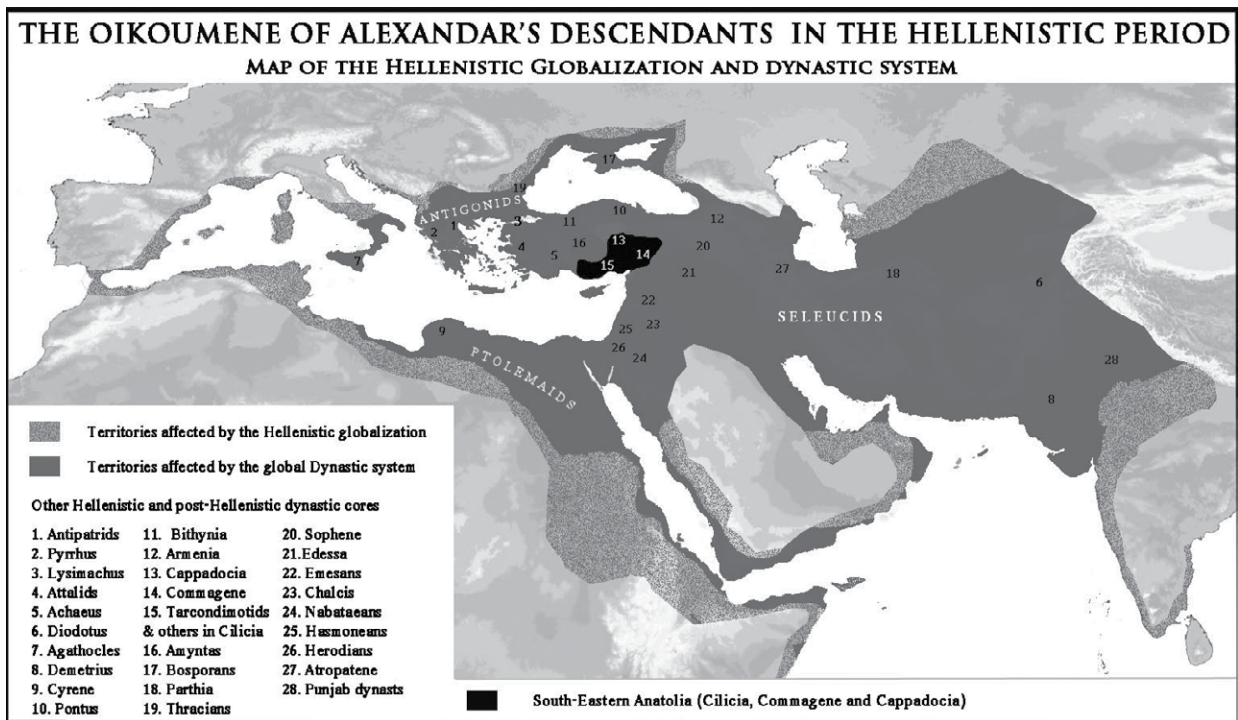 THE OIKOUMENE OF ALEXANDAR'S DESCENDANTS IN THE HELLENISTIC PERIOD
MAP OF THE HELLENISTIC GLOBALIZATION AND DYNASTIC SYSTEM
17
19
ANTIGONIDS
10
3
11
12
1
2
13
16
4
20
14
5
7
15
27
21
18
6
22
SELEUCIDS
23
25
9
26
PTOLEMAIDS
24
28
8
Territories affected by the Hellenistic globalization
Territories affected by the global Dynastic system
Other Hellenistic and post-Hellenistic dynastic cores
1. Antipatrids
2. Pyrrhus
3. Lysimachus
4. Attalids
5. Achaeus
6. Diodotus
7. Agathocles
8. Demetrius
9. Cyrene
10. Pontus
11. Bithynia
12. Armenia
13. Cappadocia
14. Commagene
15. Tarcondimotids
& others in Cilicia
16. Amyntas
17. Bosporans
18. Parthia
19. Thracians
20. Sophene
21.Edessa
22. Emesans
23. Chalcis
24. Nabataeans
25. Hasmoneans
26. Herodians
27. Atropatene
28. Punjab dynasts
South-Eastern Anatolia (Cilicia, Commagene and Cappadocia)